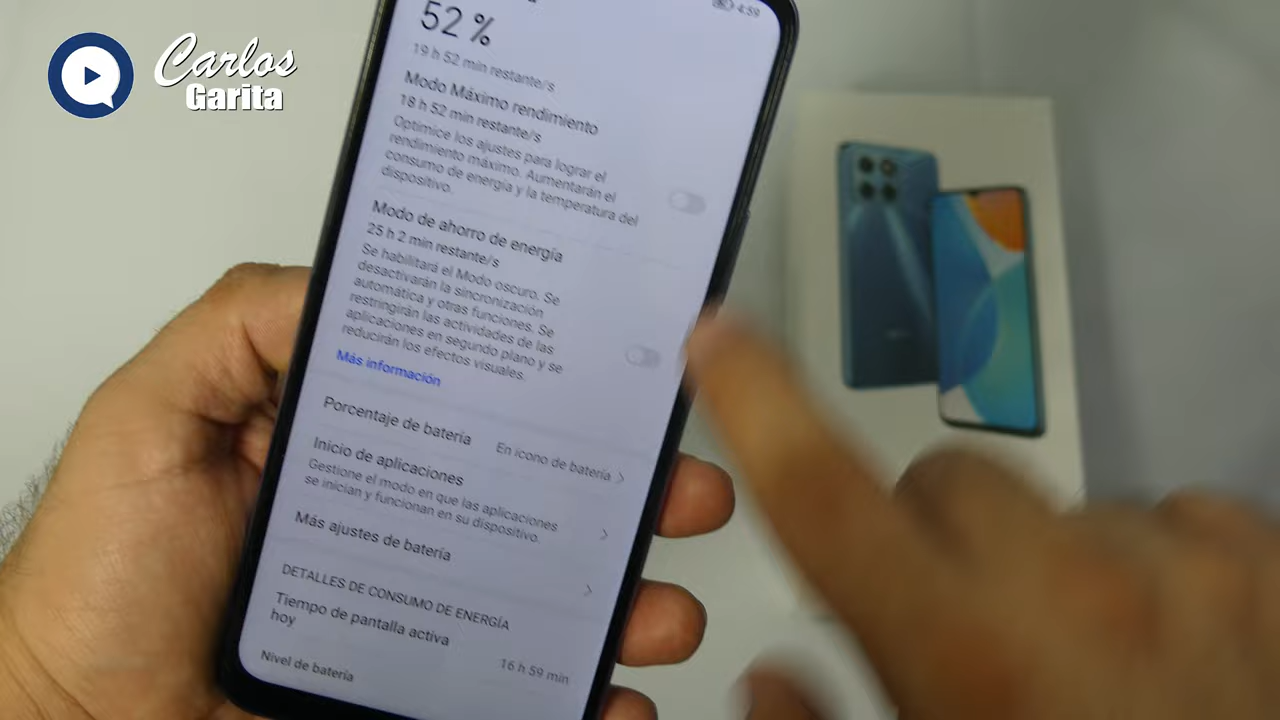 Carlos
Garita
4:59
52 %
19 h 52 min restante/s
Modo Máximo rendimiento
18 h 52 min restante/s
Optimice los ajustes para lograr el
rendimiento máximo. Aumentarán el
consumo de energía y la temperatura del
dispositivo.
Modo de ahorro de energía
25 h 2 min restante/s
Se habilitará el Modo oscuro. Se
desactivarán la sincronización
automática y otras funciones. Se
restringirán las actividades de las
aplicaciones en segundo plano y se
reducirán los efectos visuales.
Más información
Porcentaje de batería
En icono de batería
Inicio de aplicaciones
Gestione el modo en que las aplicaciones
se inician y funcionan en su dispositivo.
Más ajustes de batería
DETALLES DE CONSUMO DE ENERGÍA
Tiempo de pantalla activa
hoy
16 h 59 min
Nivel de batería